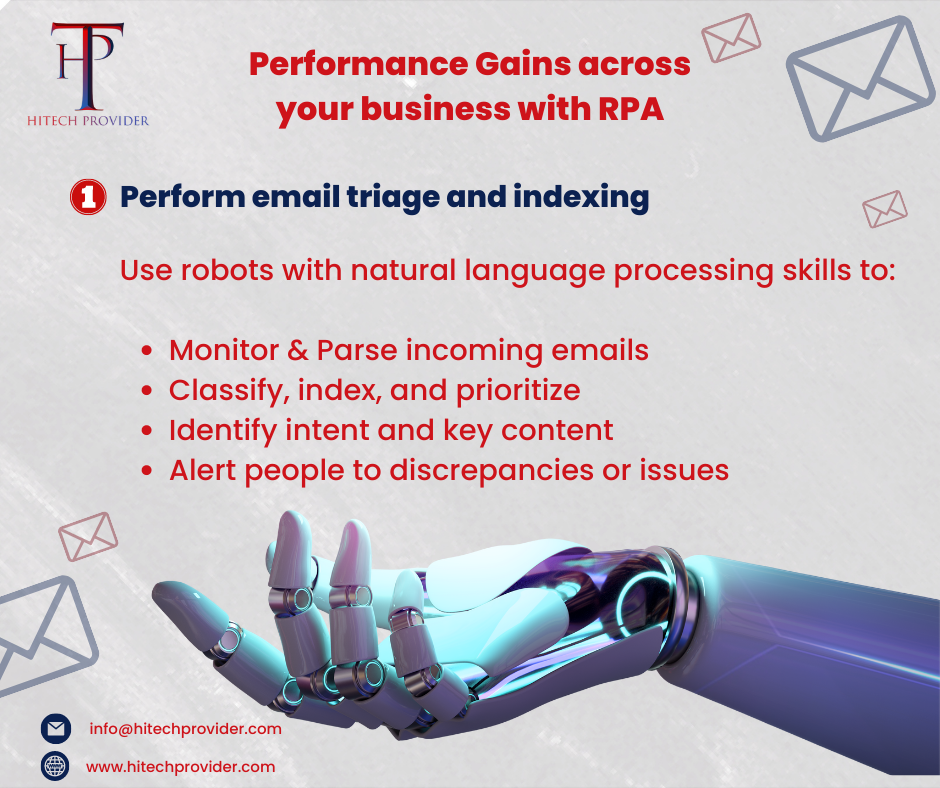 HTP
HITECH PROVIDER
Performance Gains across
your business with RPA
1 Perform email triage and indexing
Use robots with natural language processing skills to:
• Monitor & Parse incoming emails
• Classify, index, and prioritize
• Identify intent and key content
• Alert people to discrepancies or issues
info@hitechprovider.com
www.hitechprovider.com